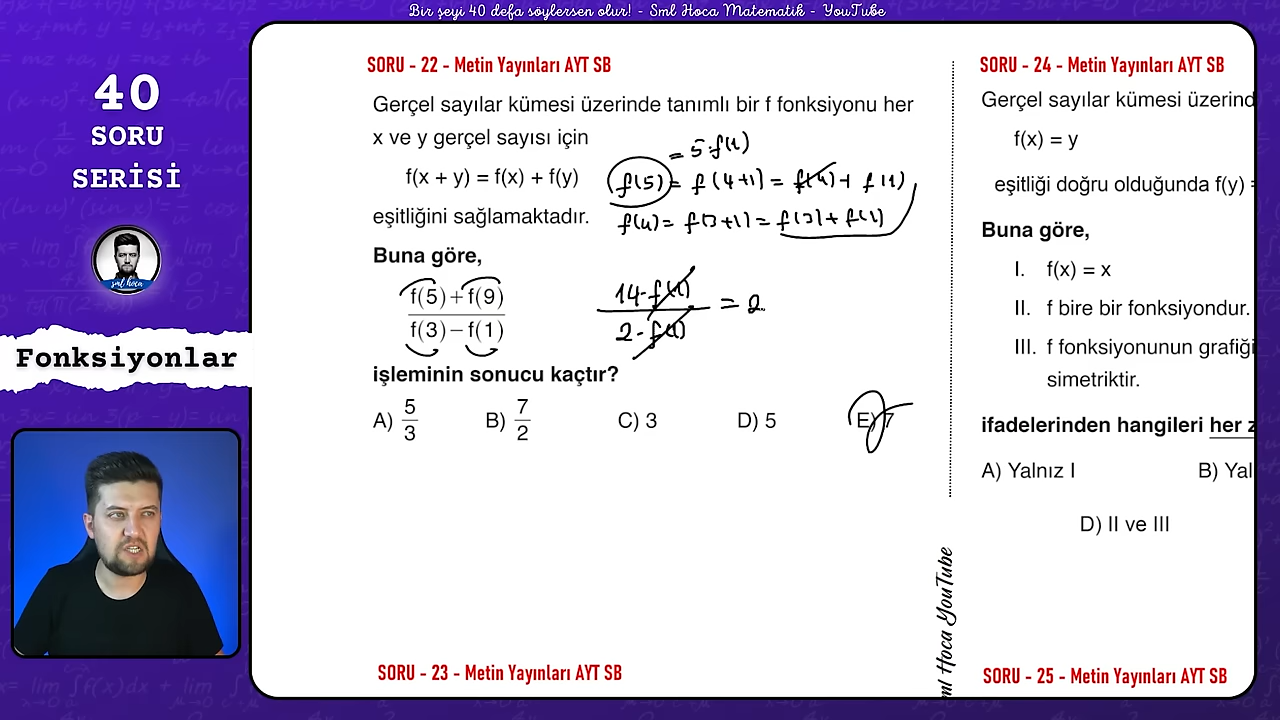 Bir şeyi 40 defa söylersen olur! - Sml Hoca Matematik - YouTube
40
SORU
SERİSİ
sml hoca
Fonksiyonlar
SORU - 22 - Metin Yayınları AYT SB
Gerçel sayılar kümesi üzerinde tanımlı bir f fonksiyonu her
x ve y gerçel sayısı için
f(x + y) = f(x) + f(y)
eşitliğini sağlamaktadır.
= 5.f(1)
f(5) = f(4+1) = f(4) + f(1)
f(4) = f(3+1) = f(3) + f(1)
Buna göre,
f(5) + f(9)
f(3) − f(1)
14.f(1)
2.f(1)
işleminin sonucu kaçtır?
A) 5/3 B) 7/2 C) 3 D) 5 E) 7
SORU - 23 - Metin Yayınları AYT SB
ml Hoca YouTube
SORU - 24 - Metin Yayınları AYT SB
Gerçel sayılar kümesi üzerind
f(x) = y
eşitliği doğru olduğunda f(y) =
Buna göre,
I. f(x) = x
II. f bire bir fonksiyondur.
III. f fonksiyonunun grafiği
simetriktir.
ifadelerinden hangileri her z
A) Yalnız I B) Yal
D) II ve III
SORU - 25 - Metin Yayınları AYT SB